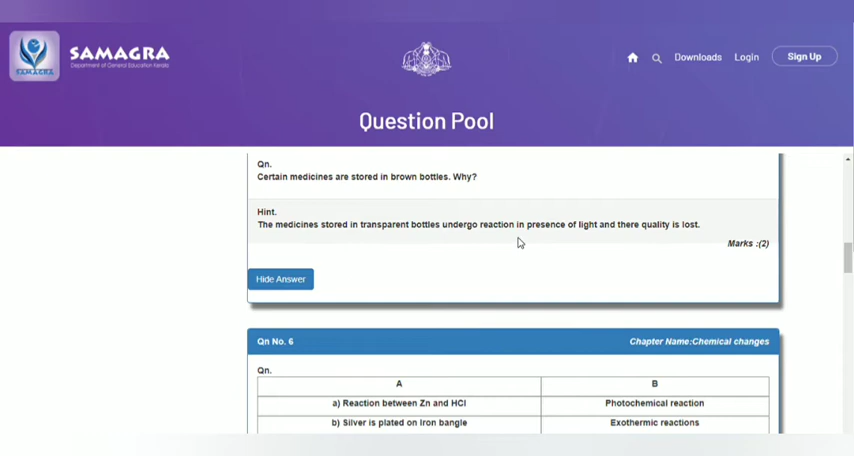 SAMAGRA
Department of General Education Kerala
SAMAGRA
Downloads
Login
Sign Up
Question Pool
Qn.
Certain medicines are stored in brown bottles. Why?
Hint.
The medicines stored in transparent bottles undergo reaction in presence of light and there quality is lost.
Marks :(2)
Hide Answer
Qn No. 6
Chapter Name:Chemical changes
Qn.
A B
a) Reaction between Zn and HCl Photochemical reaction
b) Silver is plated on Iron bangle Exothermic reactions